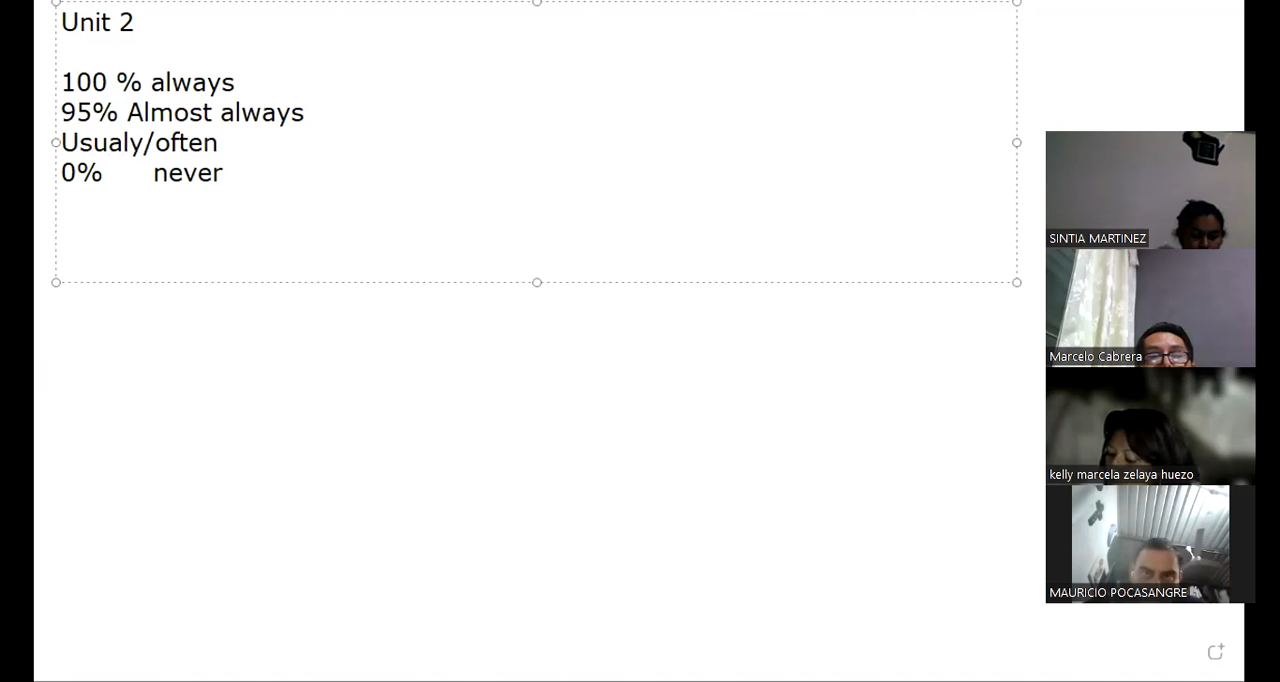 Unit 2
100 % always
95% Almost always
Usualy/often
0% never
SINTIA MARTINEZ
Marcelo Cabrera
kelly marcela zelaya huezo
MAURICIO POCASANGRE